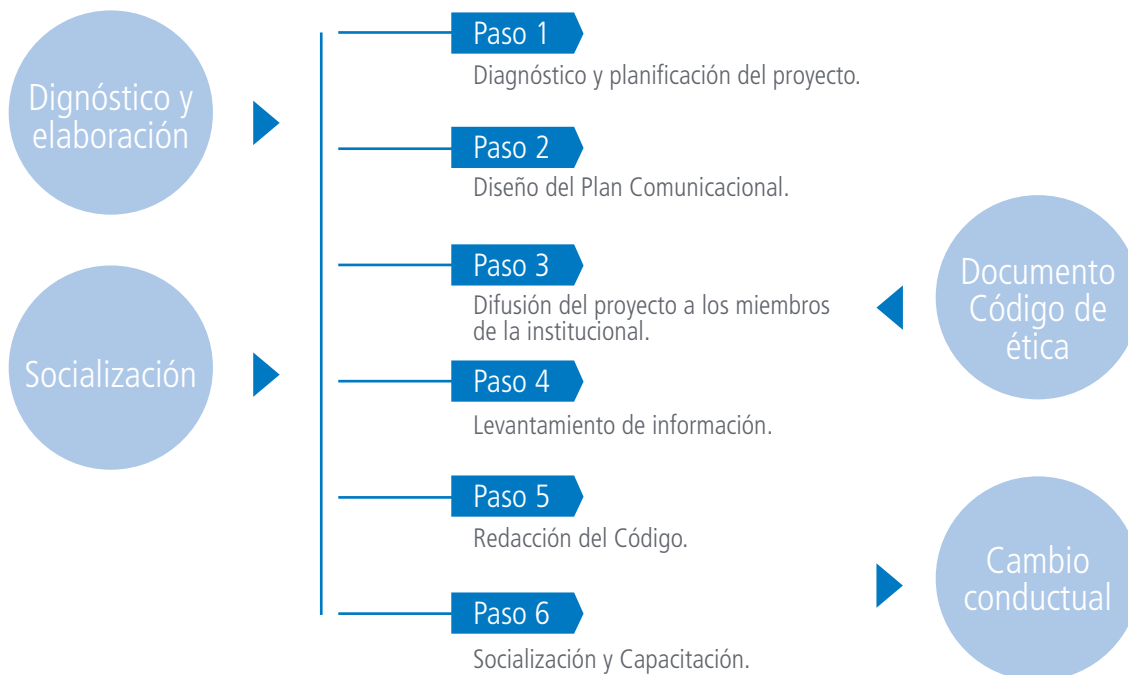 Dignóstico y
elaboración
Socialización
Paso 1
Diagnóstico y planificación del proyecto.
Paso 2
Diseño del Plan Comunicacional.
Paso 3
Difusión del proyecto a los miembros
de la institucional.
Paso 4
Levantamiento de información.
Paso 5
Redacción del Código.
Paso 6
Socialización y Capacitación.
Documento
Código de
ética
Cambio
conductual